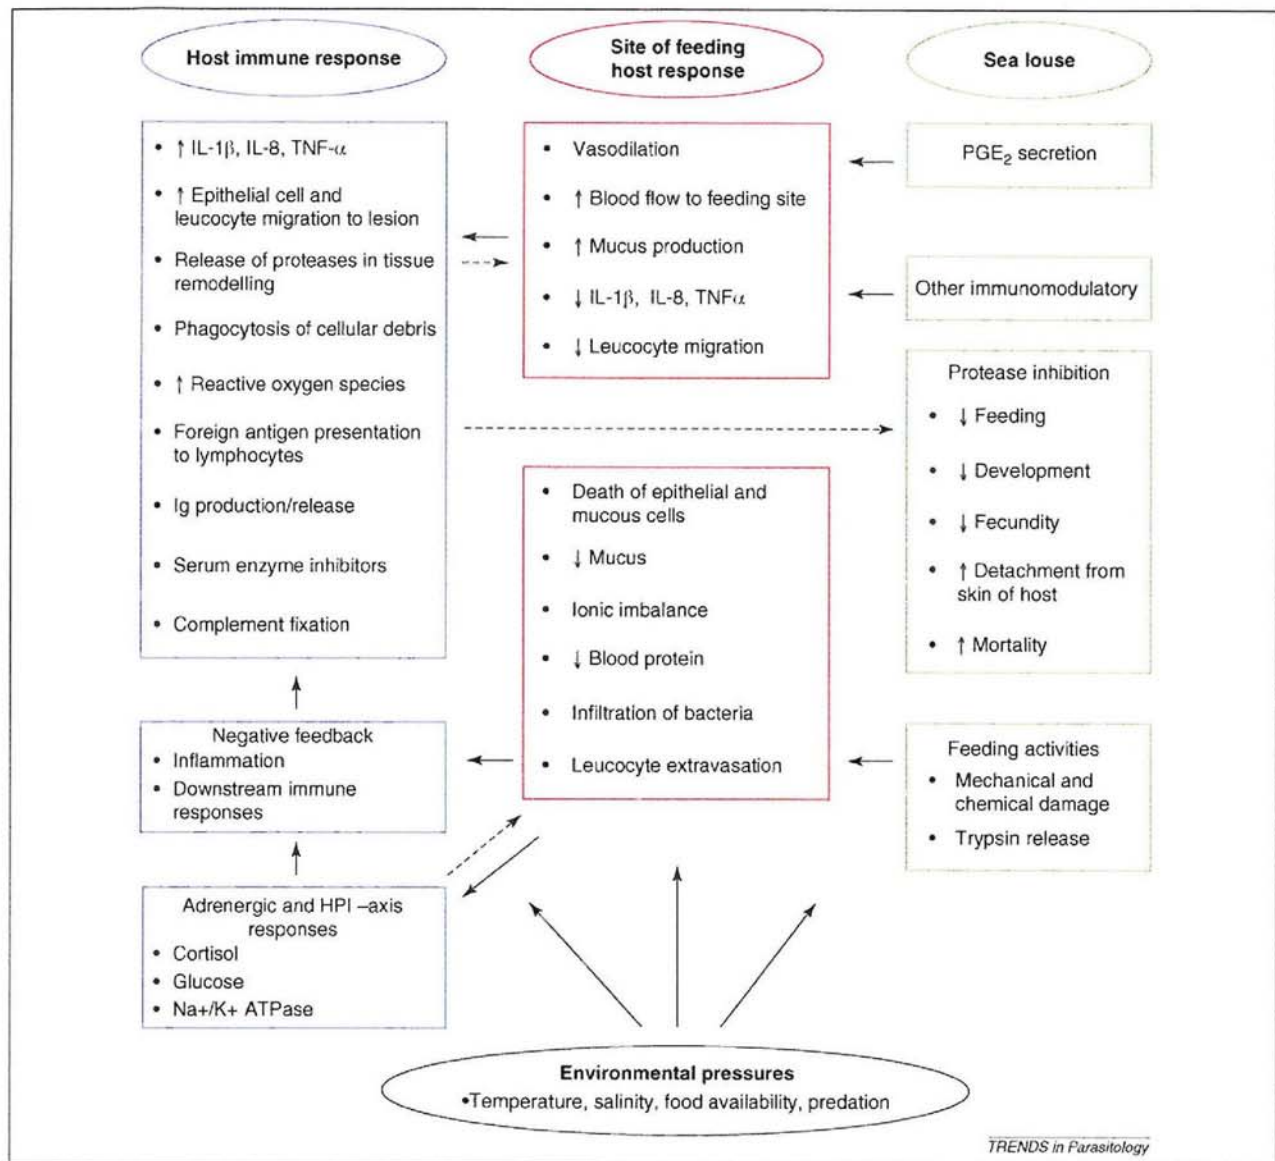 Host immune response
Site of feeding
host response
Sea louse
• ↑ IL-1β, IL-8, TNF-α
• ↑ Epithelial cell and
leucocyte migration to lesion
• Release of proteases in tissue
remodelling
• Phagocytosis of cellular debris
• ↑ Reactive oxygen species
• Foreign antigen presentation
to lymphocytes
• Ig production/release
• Serum enzyme inhibitors
• Complement fixation
Negative feedback
• Inflammation
• Downstream immune
responses
Adrenergic and HPI –axis
responses
• Cortisol
• Glucose
• Na+/K+ ATPase
• Vasodilation
• ↑ Blood flow to feeding site
• ↑ Mucus production
• ↓ IL-1β, IL-8, TNFα
• ↓ Leucocyte migration
• Death of epithelial and
mucous cells
• ↓ Mucus
• Ionic imbalance
• ↓ Blood protein
• Infiltration of bacteria
• Leucocyte extravasation
PGE₂ secretion
Other immunomodulatory
Protease inhibition
• ↓ Feeding
• ↓ Development
• ↓ Fecundity
• ↑ Detachment from
skin of host
• ↑ Mortality
Feeding activities
• Mechanical and
chemical damage
• Trypsin release
Environmental pressures
•Temperature, salinity, food availability, predation
TRENDS in Parasitology